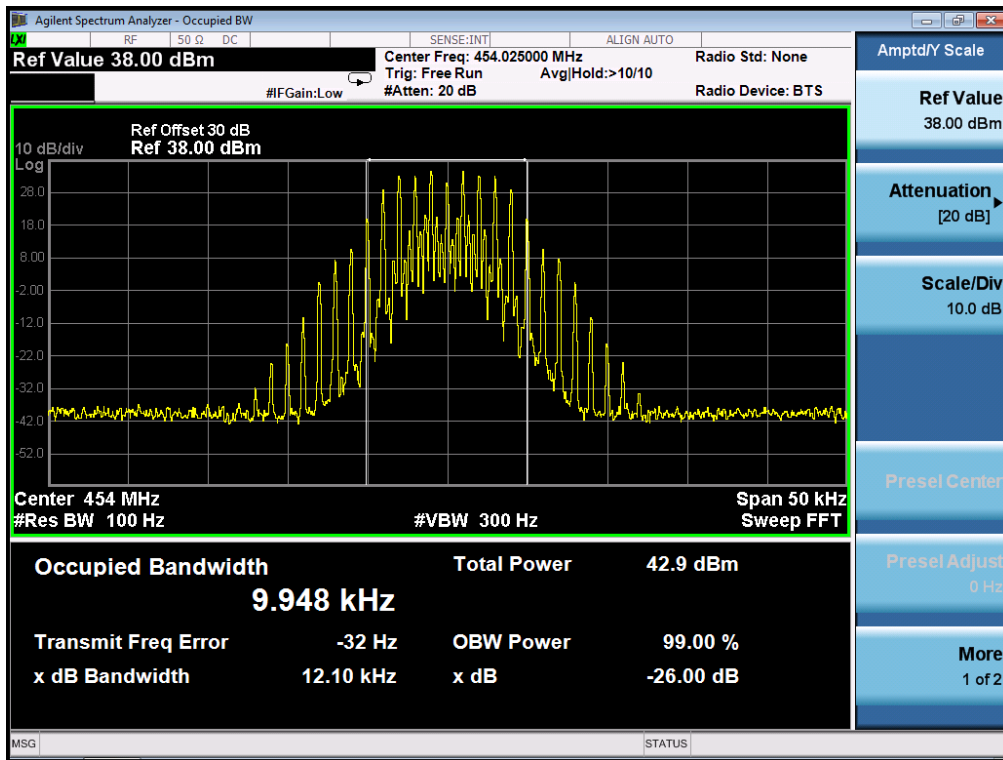 Agilent Spectrum Analyzer - Occupied BW
LXI RF 50 Ω DC SENSE:INT ALIGN AUTO
Ref Value 38.00 dBm
Center Freq: 454.025000 MHz
Radio Std: None
Trig: Free Run Avg|Hold:>10/10
#IFGain:Low
#Atten: 20 dB
Radio Device: BTS
Ref Offset 30 dB
10 dB/div Ref 38.00 dBm
Log
28.0
18.0
8.00
-2.00
-12.0
-22.0
-32.0
-42.0
-52.0
Center 454 MHz
Span 50 kHz
#Res BW 100 Hz
#VBW 300 Hz
Sweep FFT
Occupied Bandwidth
9.948 kHz
Total Power 42.9 dBm
Transmit Freq Error -32 Hz
OBW Power 99.00 %
x dB Bandwidth 12.10 kHz
x dB -26.00 dB
MSG
STATUS
Amptd/Y Scale
Ref Value
38.00 dBm
Attenuation
[20 dB]
Scale/Div
10.0 dB
Presel Center
Presel Adjust
0 Hz
More
1 of 2